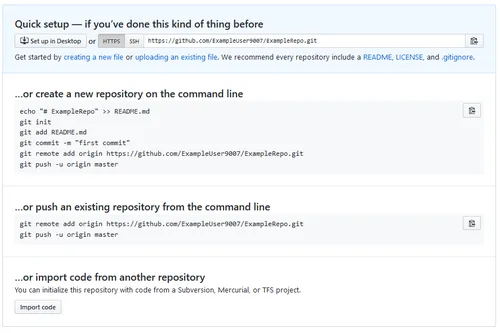 Quick setup — if you've done this kind of thing before
Set up in Desktop or HTTPS SSH https://github.com/ExampleUser9007/ExampleRepo.git
Get started by creating a new file or uploading an existing file. We recommend every repository include a README, LICENSE, and .gitignore.
...or create a new repository on the command line
echo "# ExampleRepo" >> README.md
git init
git add README.md
git commit -m "first commit"
git remote add origin https://github.com/ExampleUser9007/ExampleRepo.git
git push -u origin master
...or push an existing repository from the command line
git remote add origin https://github.com/ExampleUser9007/ExampleRepo.git
git push -u origin master
...or import code from another repository
You can initialize this repository with code from a Subversion, Mercurial, or TFS project.
Import code